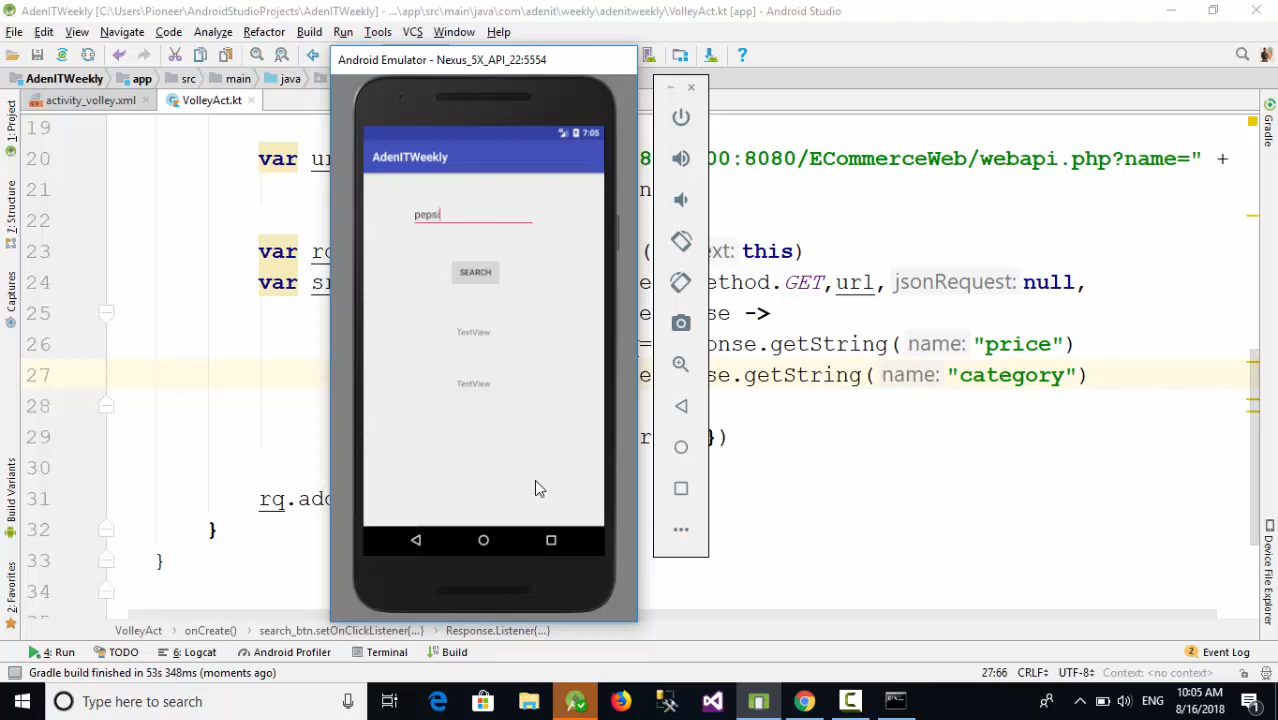 AdenITWeekly [C:\Users\Pioneer\AndroidStudioProjects\AdenITWeekly] - ...\app\src\main\java\com\adenit\weekly\adenitweekly\VolleyAct.kt [app] - Android Studio
File Edit View Navigate Code Analyze Refactor Build Run Tools VCS Window Help
AdenITWeekly app src main java
activity_volley.xml VolleyAct.kt
1: Project
7: Structure
Captures
Build Variants
2: Favorites
Gradle
Device File Explorer
Android Emulator - Nexus_5X_API_22:5554
7:05
AdenITWeekly
pepsi
SEARCH
TextView
TextView
19
20 var ur 8 00:8080/ECommerceWeb/webapi.php?name=" +
21 n
22
23 var rq ( ext: this)
24 var sr ethod.GET,url, jsonRequest: null,
25 se ->
26 = onse.getString( name: "price")
27 e se.getString( name: "category")
28
29 r })
30
31 rq.add
32 }
33 }
34
VolleyAct onCreate() search_btn.setOnClickListener{...} Response.Listener{...}
4: Run TODO 6: Logcat Android Profiler Terminal Build 2 Event Log
Gradle build finished in 53s 348ms (moments ago) 27:66 CRLF UTF-8 Context: <no context>
Type here to search ENG 10:05 AM
8/16/2018 1